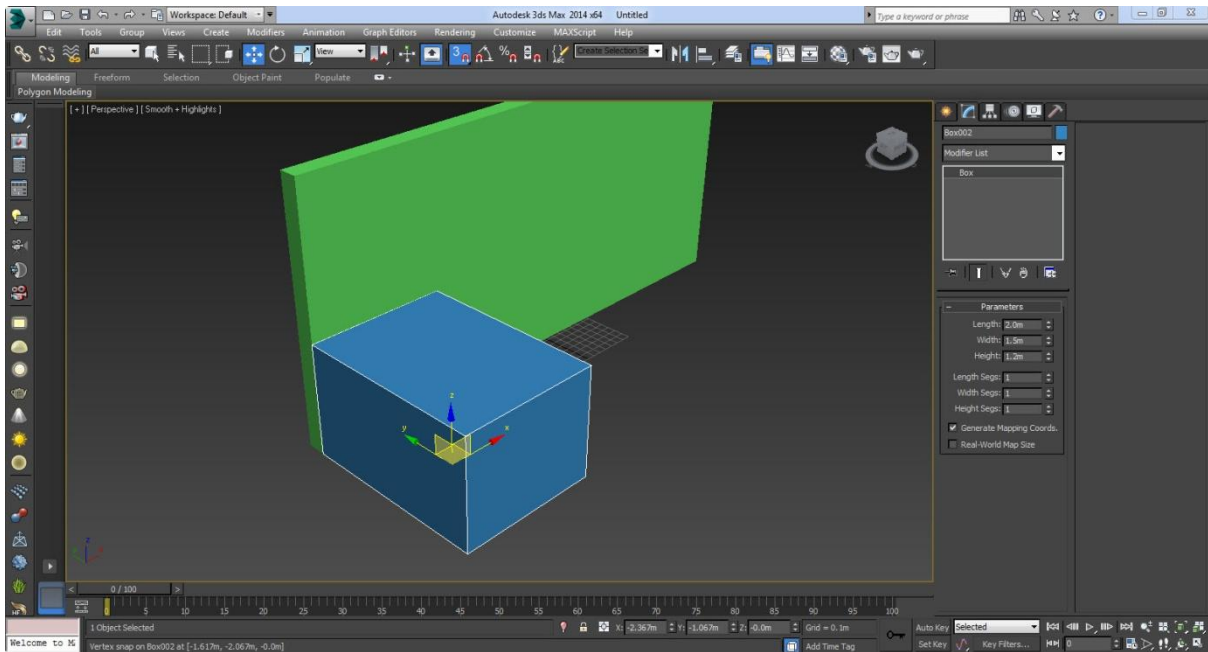 Workspace: Default
Autodesk 3ds Max 2014 x64 Untitled
Type a keyword or phrase
Edit Tools Group Views Create Modifiers Animation Graph Editors Rendering Customize MAXScript Help
All
View
3
Create Selection Se
Modeling Freeform Selection Object Paint Populate
Polygon Modeling
[ + ] [ Perspective ] [ Smooth + Highlights ]
Box002
Modifier List
Box
Parameters
Length: 2.0m
Width: 1.5m
Height: 1.2m
Length Segs: 1
Width Segs: 1
Height Segs: 1
Generate Mapping Coords.
Real-World Map Size
z
y x
z
0 / 100
0 5 10 15 20 25 30 35 40 45 50 55 60 65 70 75 80 85 90 95 100
1 Object Selected
X: -2.367m Y: -1.067m Z: -0.0m Grid = 0.1m
Auto Key Selected
Welcome to M
Vertex snap on Box002 at [-1.617m, -2.067m, -0.0m]
Add Time Tag
Set Key Key Filters... 0